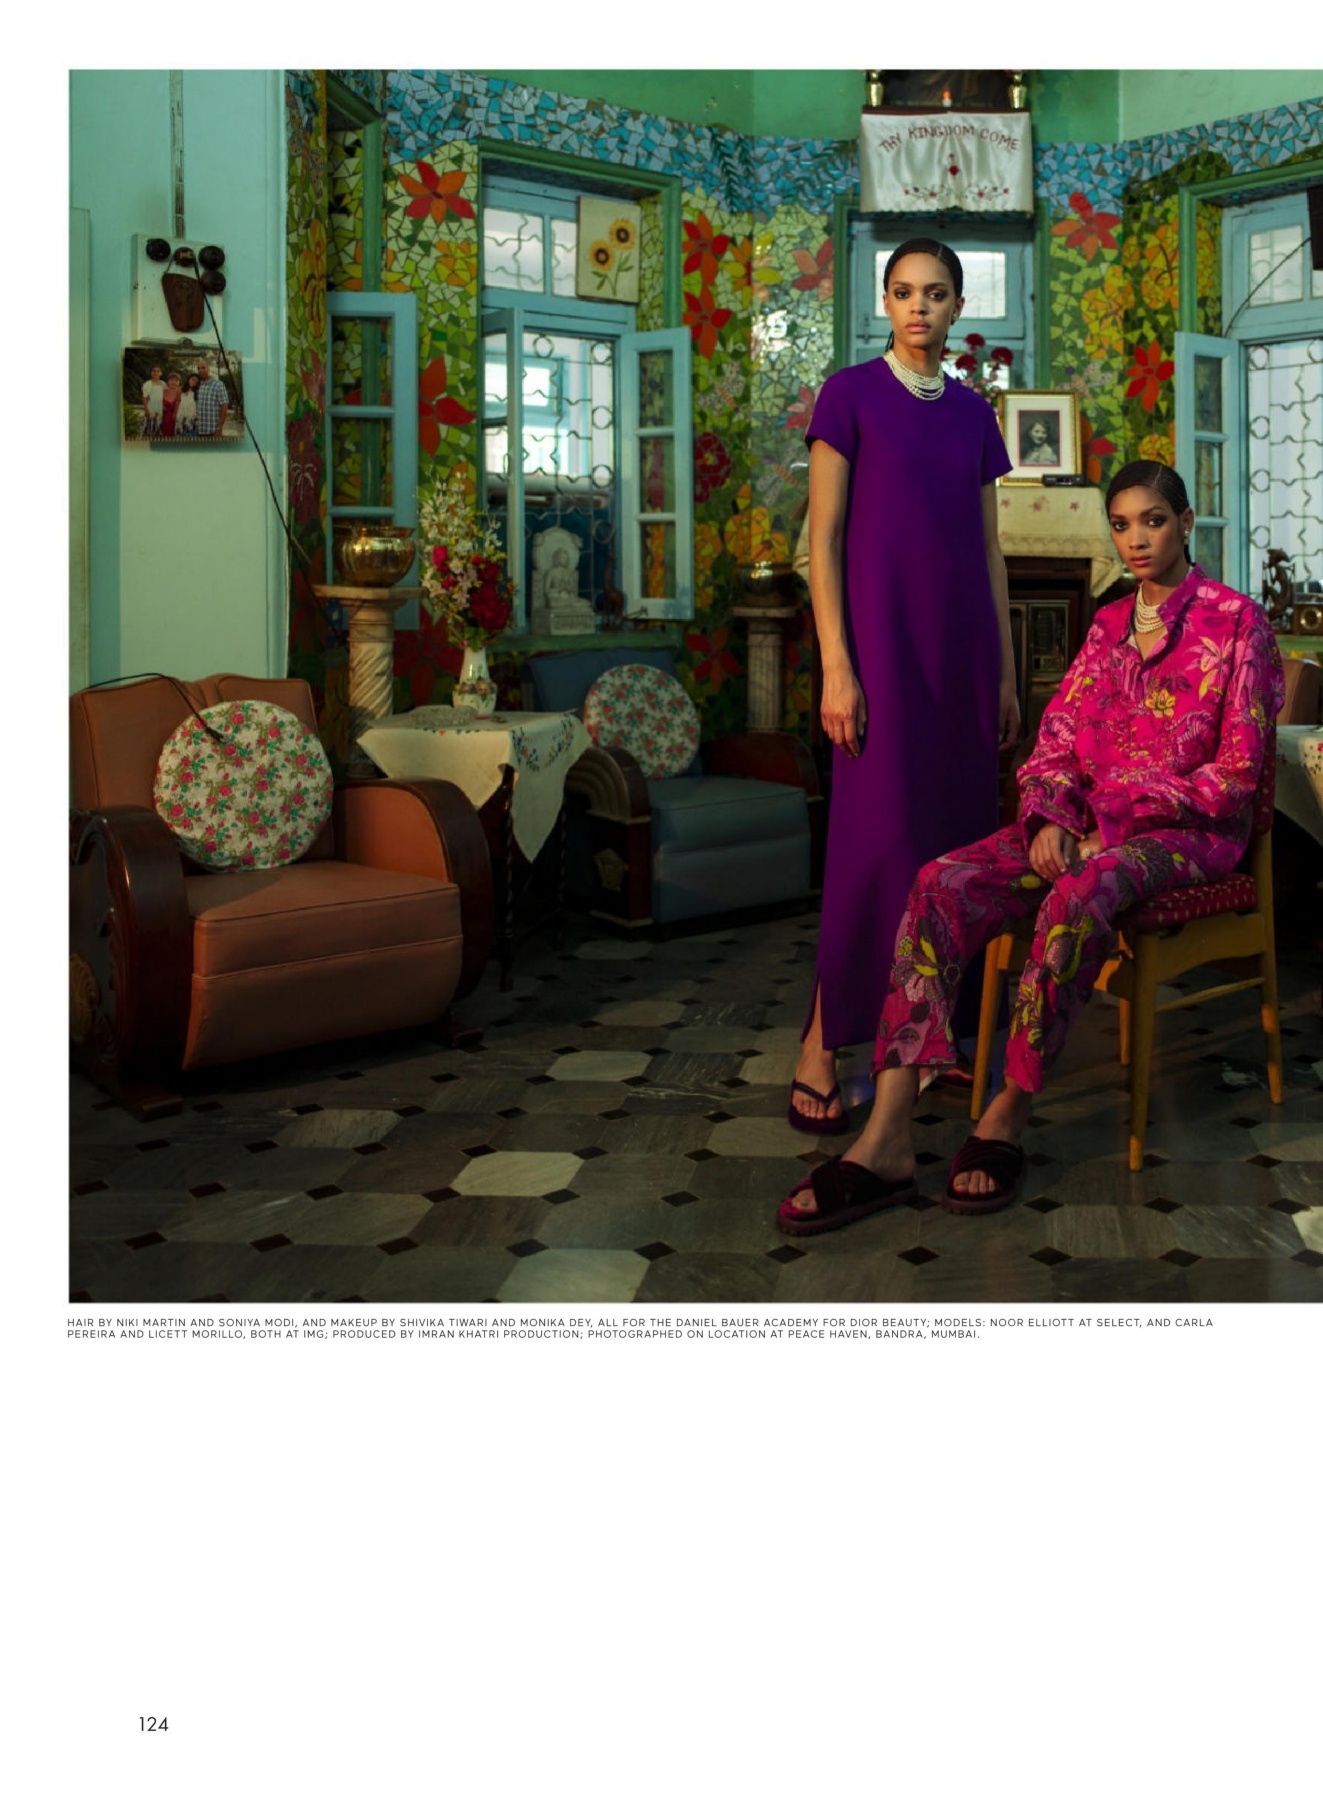 THY KINGDOM COME
HAIR BY NIKI MARTIN AND SONIYA MODI, AND MAKEUP BY SHIVIKA TIWARI AND MONIKA DEY, ALL FOR THE DANIEL BAUER ACADEMY FOR DIOR BEAUTY; MODELS: NOOR ELLIOTT AT SELECT, AND CARLA
PEREIRA AND LICETT MORILLO, BOTH AT IMG; PRODUCED BY IMRAN KHATRI PRODUCTION; PHOTOGRAPHED ON LOCATION AT PEACE HAVEN, BANDRA, MUMBAI.
124